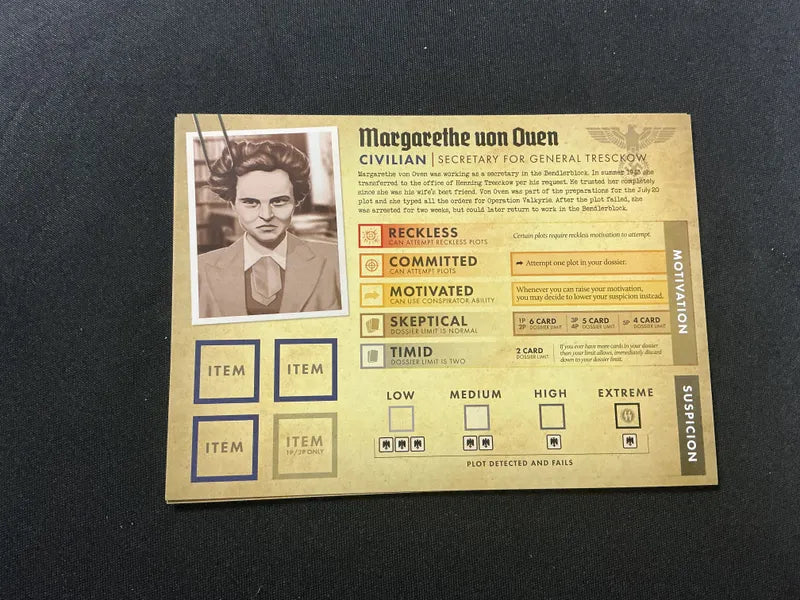 Margarethe von Oven
CIVILIAN | SECRETARY FOR GENERAL TRESCKOW
Margarethe von Oven was working as a secretary in the Bendlerblock. In summer 1943 she
transferred to the office of Henning Tresckow per his request. He trusted her completely
since she was his wife's best friend. Von Oven was part of the preparations for the July 20
plot and she typed all the orders for Operation Valkyrie. After the plot failed, she
was arrested for two weeks, but could later return to work in the Bendlerblock.
RECKLESS
CAN ATTEMPT RECKLESS PLOTS
Certain plots require reckless motivation to attempt.
COMMITTED
CAN ATTEMPT PLOTS
Attempt one plot in your dossier.
MOTIVATED
CAN USE CONSPIRATOR ABILITY
Whenever you can raise your motivation,
you may decide to lower your suspicion instead.
SKEPTICAL
DOSSIER LIMIT IS NORMAL
1P 2P 6 CARD DOSSIER LIMIT
3P 4P 5 CARD DOSSIER LIMIT
5P 4 CARD DOSSIER LIMIT
TIMID
DOSSIER LIMIT IS TWO
2 CARD
DOSSIER LIMIT
If you ever have more cards in your dossier
than your limit allows, immediately discard
down to your dossier limit.
MOTIVATION
ITEM
ITEM
ITEM
ITEM
1P/2P ONLY
LOW
MEDIUM
HIGH
EXTREME
PLOT DETECTED AND FAILS
SUSPICION